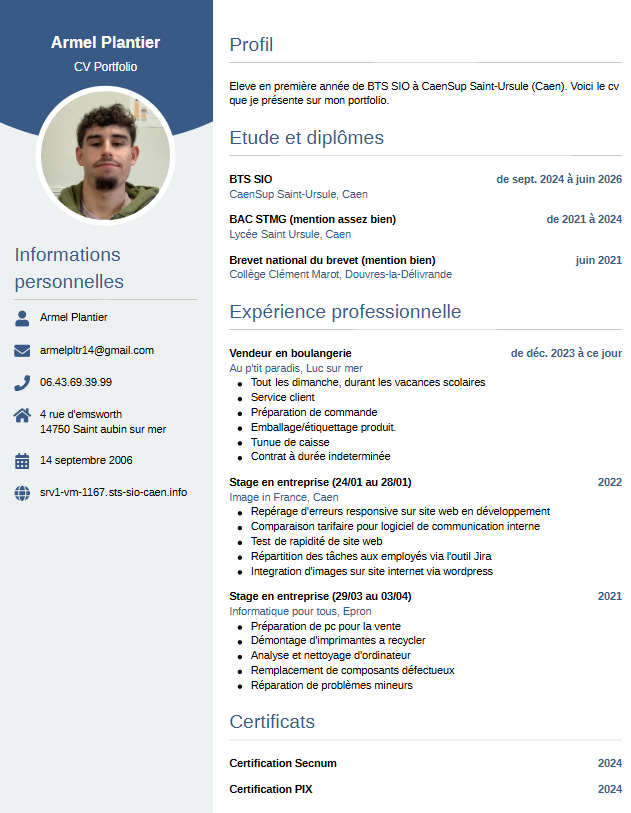 Armel Plantier
CV Portfolio
Informations
personnelles
Armel Plantier
armelpltr14@gmail.com
06.43.69.39.99
4 rue d'emsworth
14750 Saint aubin sur mer
14 septembre 2006
srv1-vm-1167.sts-sio-caen.info
Profil
Eleve en première année de BTS SIO à CaenSup Saint-Ursule (Caen). Voici le cv
que je présente sur mon portfolio.
Etude et diplômes
BTS SIO de sept. 2024 à juin 2026
CaenSup Saint-Ursule, Caen
BAC STMG (mention assez bien) de 2021 à 2024
Lycée Saint Ursule, Caen
Brevet national du brevet (mention bien) juin 2021
Collège Clément Marot, Douvres-la-Délivrande
Expérience professionnelle
Vendeur en boulangerie de déc. 2023 à ce jour
Au p'tit paradis, Luc sur mer
• Tout les dimanche, durant les vacances scolaires
• Service client
• Préparation de commande
• Emballage/étiquettage produit.
• Tunue de caisse
• Contrat à durée indeterminée
Stage en entreprise (24/01 au 28/01) 2022
Image in France, Caen
• Repérage d'erreurs responsive sur site web en développement
• Comparaison tarifaire pour logiciel de communication interne
• Test de rapidité de site web
• Répartition des tâches aux employés via l'outil Jira
• Integration d'images sur site internet via wordpress
Stage en entreprise (29/03 au 03/04) 2021
Informatique pour tous, Epron
• Préparation de pc pour la vente
• Démontage d'imprimantes a recycler
• Analyse et nettoyage d'ordinateur
• Remplacement de composants défectueux
• Réparation de problèmes mineurs
Certificats
Certification Secnum 2024
Certification PIX 2024